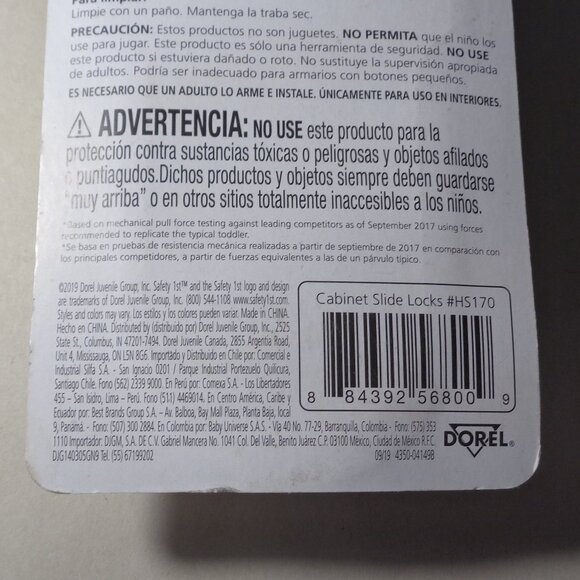 Para limpiar:
Limpie con un paño. Mantenga la traba sec.
PRECAUCIÓN: Estos productos no son juguetes. NO PERMITA que el niño los
use para jugar. Este producto es sólo una herramienta de seguridad. NO USE
este producto si estuviera dañado o roto. No sustituye la supervisión apropiada
de adultos. Podría ser inadecuado para armarios con botones pequeños.
ES NECESARIO QUE UN ADULTO LO ARME E INSTALE. ÚNICAMENTE PARA USO EN INTERIORES.
⚠ ADVERTENCIA: NO USE este producto para la
protección contra sustancias tóxicas o peligrosas y objetos afilados
o puntiagudos.Dichos productos y objetos siempre deben guardarse
"muy arriba" o en otros sitios totalmente inaccesibles a los niños.
*Based on mechanical pull force testing against leading competitors as of September 2017 using forces
recommended to replicate the typical toddler.
*Se basa en pruebas de resistencia mecánica realizadas a partir de septiembre de 2017 en comparación con
los principales competidores, a partir de fuerzas equivalentes a las de un párvulo típico.
©2019 Dorel Juvenile Group, Inc. Safety 1st™ and the Safety 1st logo and design
are trademarks of Dorel Juvenile Group, Inc. (800) 544-1108 www.safety1st.com.
Styles and colors may vary. Los estilos y los colores pueden variar. Made in CHINA.
Hecho en CHINA. Distributed by (distribuido por) Dorel Juvenile Group, Inc., 2525
State St., Columbus, IN 47201-7494. Dorel Juvenile Canada, 2855 Argentia Road,
Unit 4, Mississauga, ON L5N 8G6. Importado y Distribuido en Chile por: Comercial e
Industrial Silfa S.A. - San Ignacio 0201 / Parque Industrial Portezuelo Quilicura,
Santiago Chile. Fono (562) 2339 9000. En Perú por: Comexa S.A. - Los Libertadores
455 – San Isidro, Lima – Perú. Fono (511) 4469014. En Centro América, Caribe y
Ecuador por: Best Brands Group S.A. – Av. Balboa, Bay Mall Plaza, Planta Baja, local
9, Panamá. - Fono: (507) 300 2884. En Colombia por: Baby Universe S.A.S. - Vía 40 No. 77-29, Barranquilla, Colombia - Fono: (575) 353
1110 Importador: DJGM, S.A. DE C.V. Gabriel Mancera No. 1041 Col. Del Valle, Benito Juárez C.P. 03100 México, Ciudad de México R.F.C.
DJG140305GN9 Tel. (55) 67199202
Cabinet Slide Locks #HS170
8 84392 56800 9
DOREL®
09/19 4350-04149B